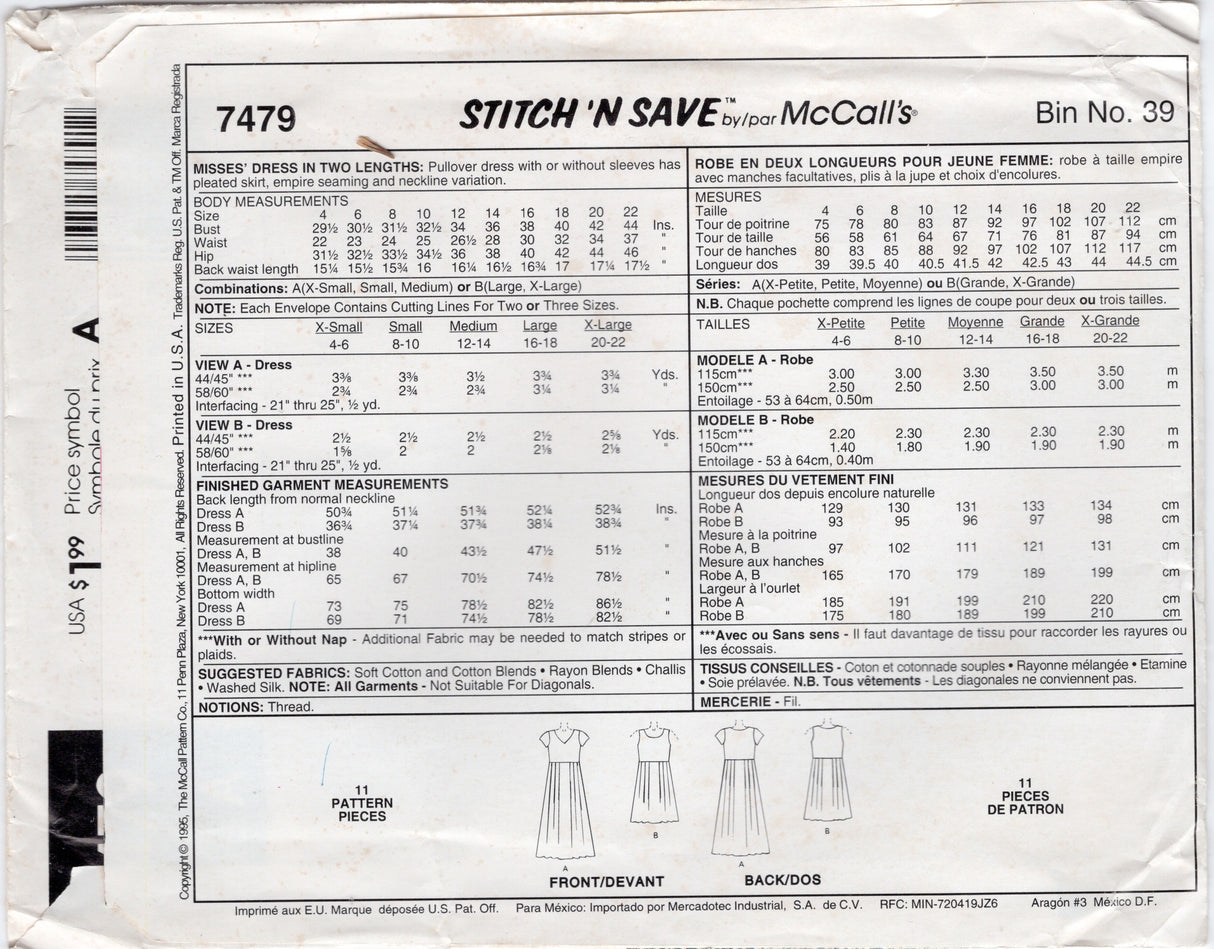 7479
STITCH 'N SAVE™ by/par McCall's®
Bin No. 39
MISSES' DRESS IN TWO LENGTHS: Pullover dress with or without sleeves has
pleated skirt, empire seaming and neckline variation.
BODY MEASUREMENTS
Size 4 6 8 10 12 14 16 18 20 22
Bust 29½ 30½ 31½ 32½ 34 36 38 40 42 44 Ins.
Waist 22 23 24 25 26½ 28 30 32 34 37 "
Hip 31½ 32½ 33½ 34½ 36 38 40 42 44 46 "
Back waist length 15¼ 15½ 15¾ 16 16¼ 16½ 16¾ 17 17¼ 17½ "
Combinations: A(X-Small, Small, Medium) or B(Large, X-Large)
NOTE: Each Envelope Contains Cutting Lines For Two or Three Sizes.
SIZES X-Small Small Medium Large X-Large
4-6 8-10 12-14 16-18 20-22
VIEW A - Dress
44/45" *** 3⅜ 3⅜ 3½ 3¾ 3¾ Yds.
58/60" *** 2¾ 2¾ 2¾ 3¼ 3¼ "
Interfacing - 21" thru 25", ½ yd.
VIEW B - Dress
44/45" *** 2½ 2½ 2½ 2½ 2⅝ Yds.
58/60" *** 1⅝ 2 2 2⅛ 2⅛ "
Interfacing - 21" thru 25", ½ yd.
FINISHED GARMENT MEASUREMENTS
Back length from normal neckline
Dress A 50¾ 51¼ 51¾ 52¼ 52¾ Ins.
Dress B 36¾ 37¼ 37¾ 38¼ 38¾ "
Measurement at bustline
Dress A, B 38 40 43½ 47½ 51½ "
Measurement at hipline
Dress A, B 65 67 70½ 74½ 78½ "
Bottom width
Dress A 73 75 78½ 82½ 86½ "
Dress B 69 71 74½ 78½ 82½ "
***With or Without Nap - Additional Fabric may be needed to match stripes or
plaids.
SUGGESTED FABRICS: Soft Cotton and Cotton Blends • Rayon Blends • Challis
• Washed Silk. NOTE: All Garments - Not Suitable For Diagonals.
NOTIONS: Thread.
ROBE EN DEUX LONGUEURS POUR JEUNE FEMME: robe à taille empire
avec manches facultatives, plis à la jupe et choix d'encolures.
MESURES
Taille 4 6 8 10 12 14 16 18 20 22
Tour de poitrine 75 78 80 83 87 92 97 102 107 112 cm
Tour de taille 56 58 61 64 67 71 76 81 87 94 cm
Tour de hanches 80 83 85 88 92 97 102 107 112 117 cm
Longueur dos 39 39.5 40 40.5 41.5 42 42.5 43 44 44.5 cm
Séries: A(X-Petite, Petite, Moyenne) ou B(Grande, X-Grande)
N.B. Chaque pochette comprend les lignes de coupe pour deux ou trois tailles.
TAILLES X-Petite Petite Moyenne Grande X-Grande
4-6 8-10 12-14 16-18 20-22
MODELE A - Robe
115cm*** 3.00 3.00 3.30 3.50 3.50 m
150cm*** 2.50 2.50 2.50 3.00 3.00 m
Entoilage - 53 à 64cm, 0.50m
MODELE B - Robe
115cm*** 2.20 2.30 2.30 2.30 2.30 m
150cm*** 1.40 1.80 1.90 1.90 1.90 m
Entoilage - 53 à 64cm, 0.40m
MESURES DU VETEMENT FINI
Longueur dos depuis encolure naturelle
Robe A 129 130 131 133 134 cm
Robe B 93 95 96 97 98 cm
Mesure à la poitrine
Robe A, B 97 102 111 121 131 cm
Mesure aux hanches
Robe A, B 165 170 179 189 199 cm
Largeur à l'ourlet
Robe A 185 191 199 210 220 cm
Robe B 175 180 189 199 210 cm
***Avec ou Sans sens - Il faut davantage de tissu pour raccorder les rayures ou
les écossais.
TISSUS CONSEILLES - Coton et cotonnade souples • Rayonne mélangée • Etamine
• Soie prélavée. N.B. Tous vêtements - Les diagonales ne conviennent pas.
MERCERIE - Fil.
11
PATTERN
PIECES
A
B
FRONT/DEVANT
A
B
BACK/DOS
11
PIECES
DE PATRON
Imprimé aux E.U. Marque déposée U.S. Pat. Off. Para México: Importado por Mercadotec Industrial, S.A. de C.V. RFC: MIN-720419JZ6 Aragón #3 México D.F.
Copyright © 1995, The McCall Pattern Co., 11 Penn Plaza, New York 10001, All Rights Reserved. Printed in U.S.A. Trademarks Reg. U.S. Pat. & TM Off. Marca Registrada
USA $1.99 Price symbol A
Symbole du prix